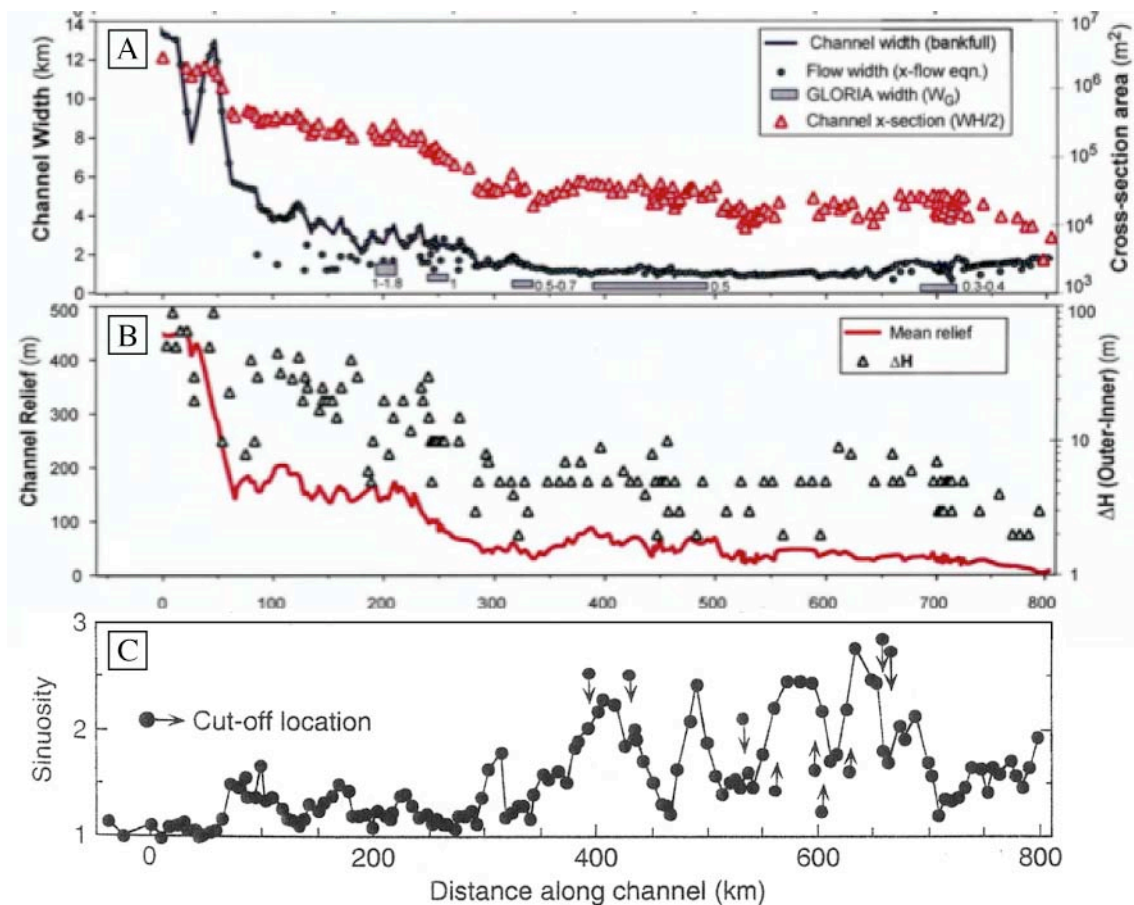 A
Channel Width (km)
14
12
10
8
6
4
2
0
Channel width (bankfull)
Flow width (x-flow eqn.)
GLORIA width (WG)
Channel x-section (WH/2)
1-1.8
1
0.5-0.7
0.5
0.3-0.4
10^7
10^6
10^5
10^4
10^3
Cross-section area (m²)
B
Channel Relief (m)
500
400
300
200
100
0
Mean relief
ΔH
100
10
1
ΔH (Outer-Inner) (m)
0 100 200 300 400 500 600 700 800
C
Sinuosity
3
2
1
Cut-off location
0 200 400 600 800
Distance along channel (km)